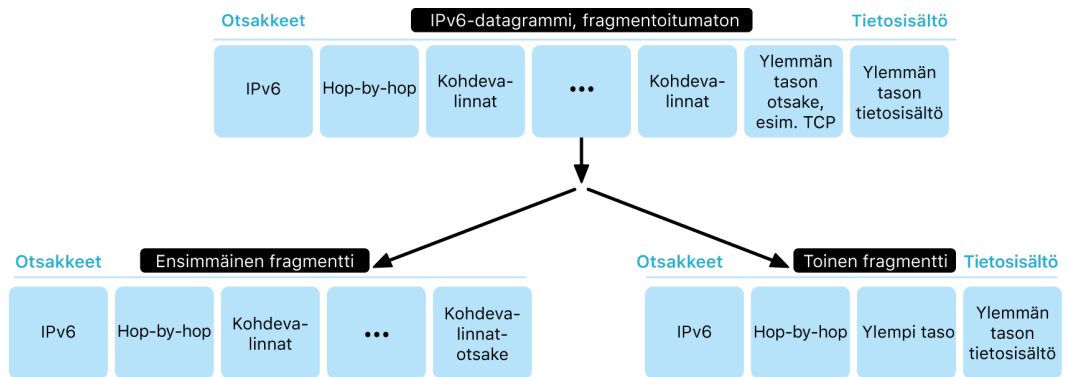 Otsakkeet
IPv6-datagrammi, fragmentoitumaton
Tietosisältö
IPv6
Hop-by-hop
Kohdeva-
linnat
•••
Kohdeva-
linnat
Ylemmän
tason
otsake,
esim. TCP
Ylemmän
tason
tietosisältö
Otsakkeet
Ensimmäinen fragmentti
IPv6
Hop-by-hop
Kohdeva-
linnat
•••
Kohdeva-
linnat-
otsake
Otsakkeet
Toinen fragmentti
Tietosisältö
IPv6
Hop-by-hop
Ylempi taso
Ylemmän
tason
tietosisältö